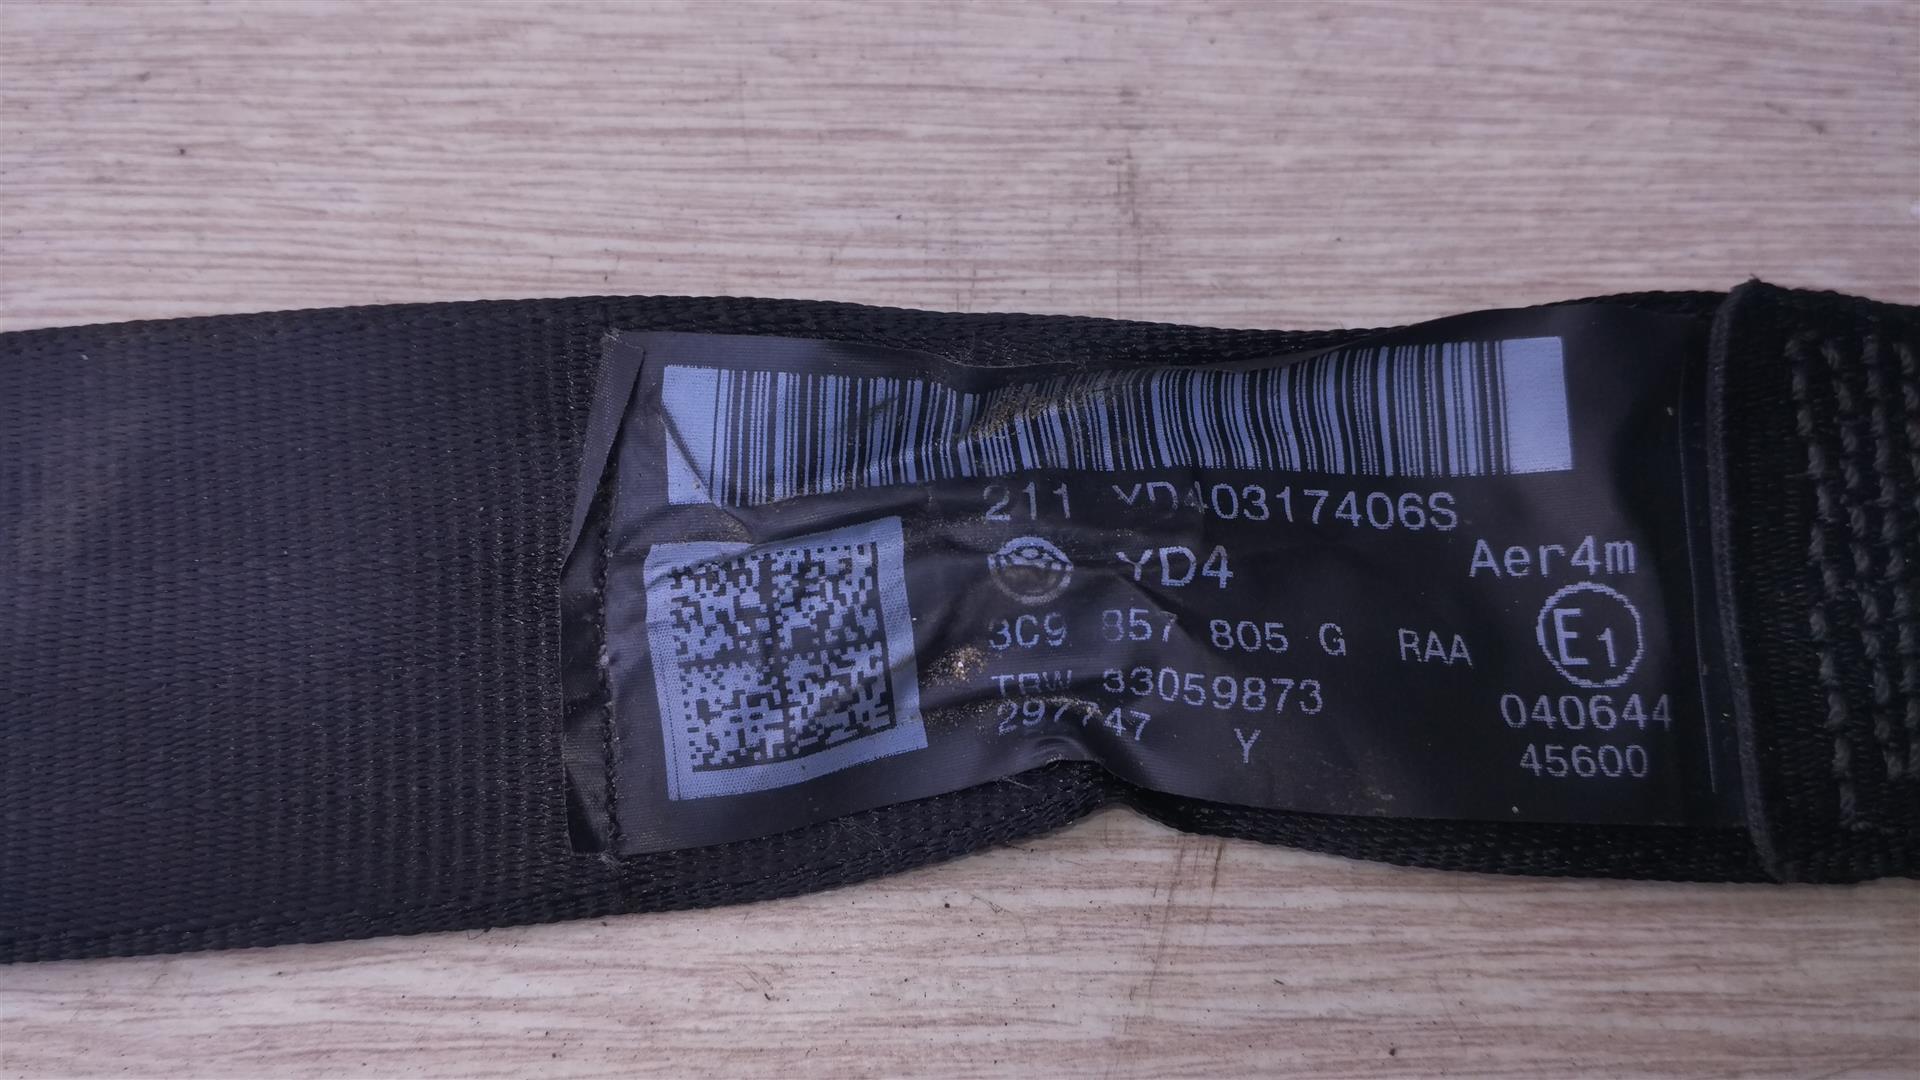 211 YD40317406S
YD4 Aer4m
3C9 857 805 G RAA
E1
TRW 33059873
040644
297747 Y
45600